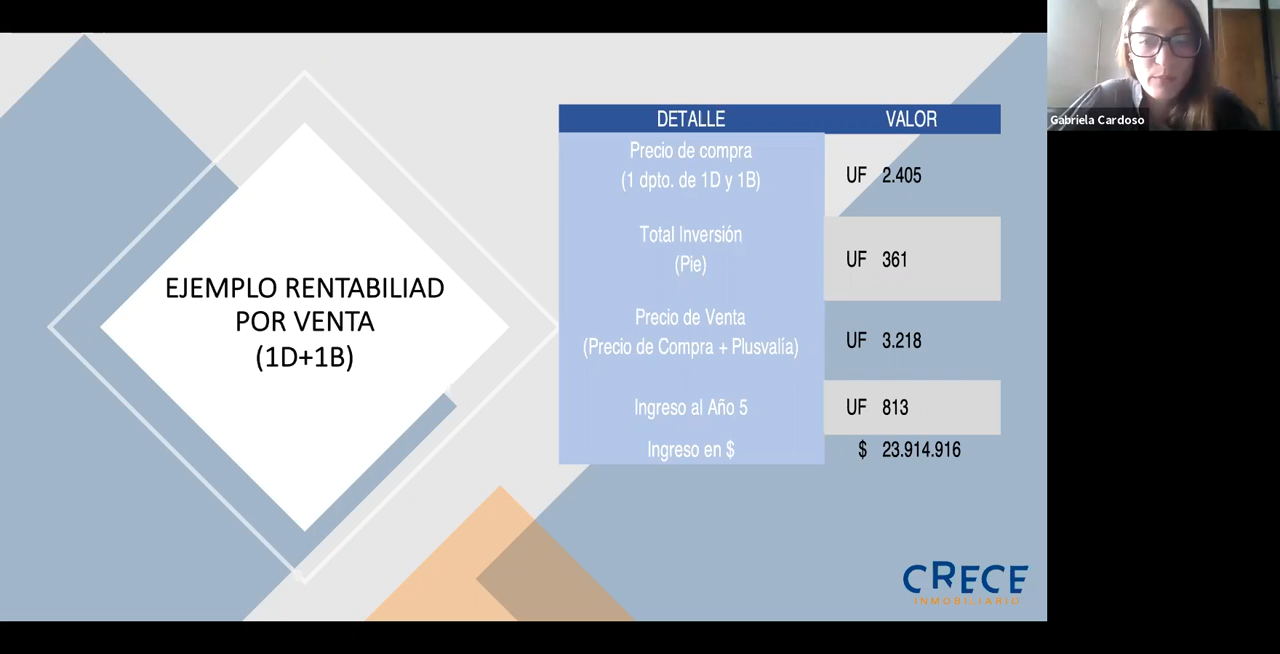 EJEMPLO RENTABILIAD
POR VENTA
(1D+1B)
DETALLE VALOR
Precio de compra
(1 dpto. de 1D y 1B) UF 2.405
Total Inversión
(Pie) UF 361
Precio de Venta
(Precio de Compra + Plusvalía) UF 3.218
Ingreso al Año 5 UF 813
Ingreso en $ $ 23.914.916
CRECE
INMOBILIARIO
Gabriela Cardoso